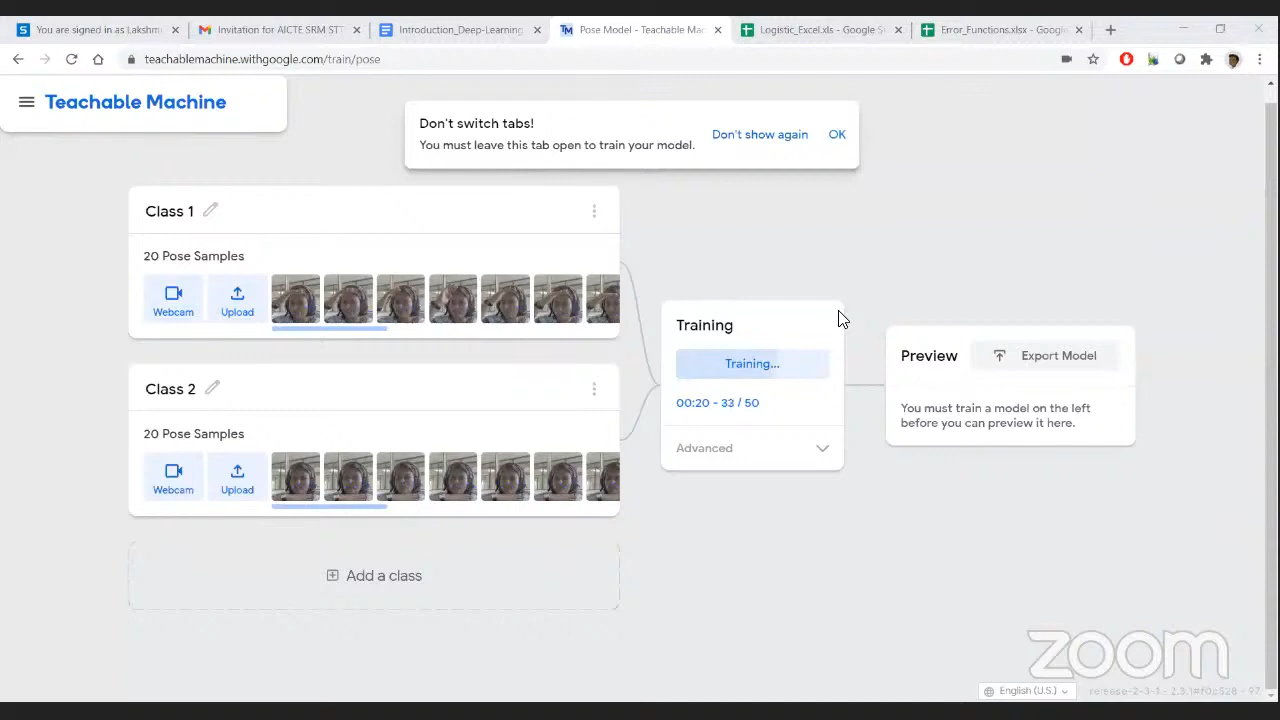 You are signed in as Lakshm
Invitation for AICTE SRM STT
Introduction_Deep-Learning
Pose Model - Teachable Mac
Logistic_Excel.xls - Google S
Error_Functions.xlsx - Google
teachablemachine.withgoogle.com/train/pose
Teachable Machine
Don't switch tabs!
You must leave this tab open to train your model.
Don't show again
OK
Class 1
20 Pose Samples
Webcam
Upload
Class 2
20 Pose Samples
Webcam
Upload
Add a class
Training
Training...
00:20 - 33 / 50
Advanced
Preview
Export Model
You must train a model on the left
before you can preview it here.
zoom
English (U.S.)